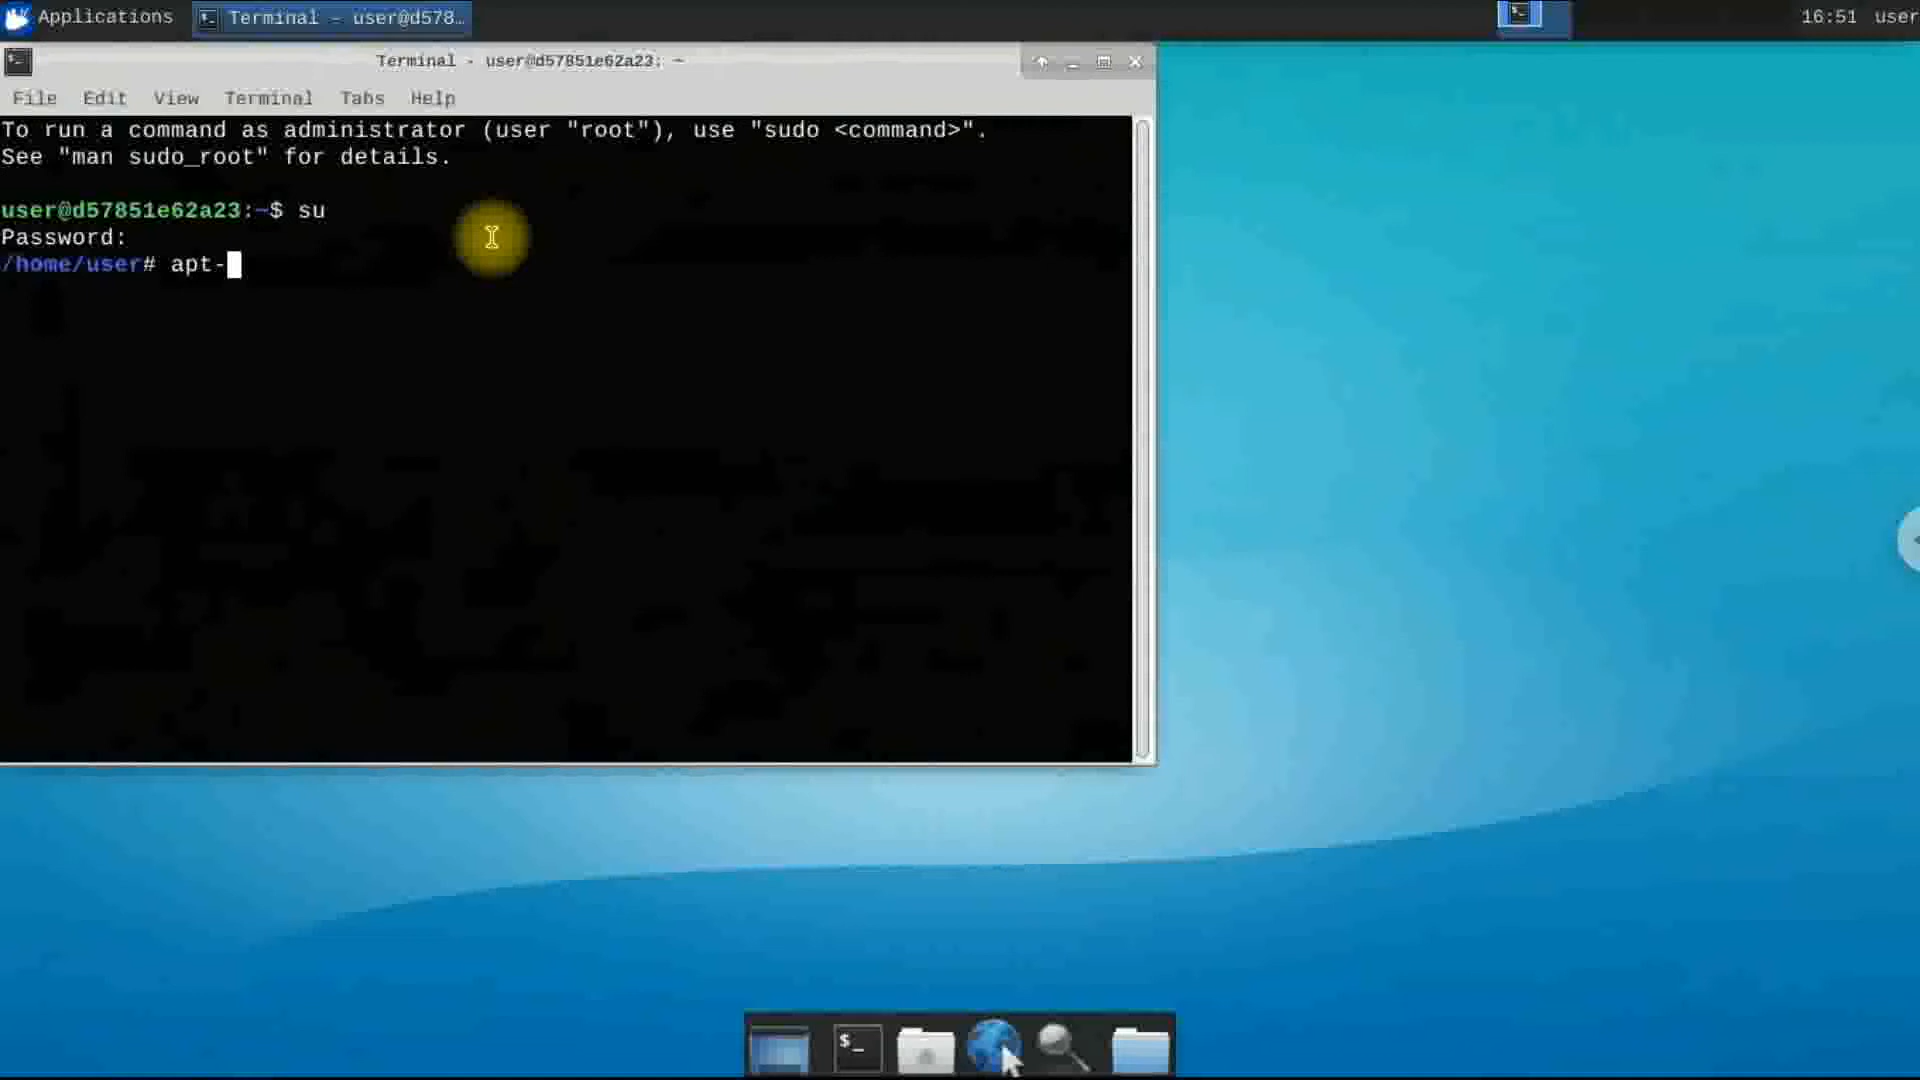 Applications
Terminal - user@d578…
16:51 user
Terminal - user@d57851e62a23: ~
File Edit View Terminal Tabs Help
To run a command as administrator (user "root"), use "sudo <command>".
See "man sudo_root" for details.
user@d57851e62a23:~$ su
Password:
/home/user# apt-